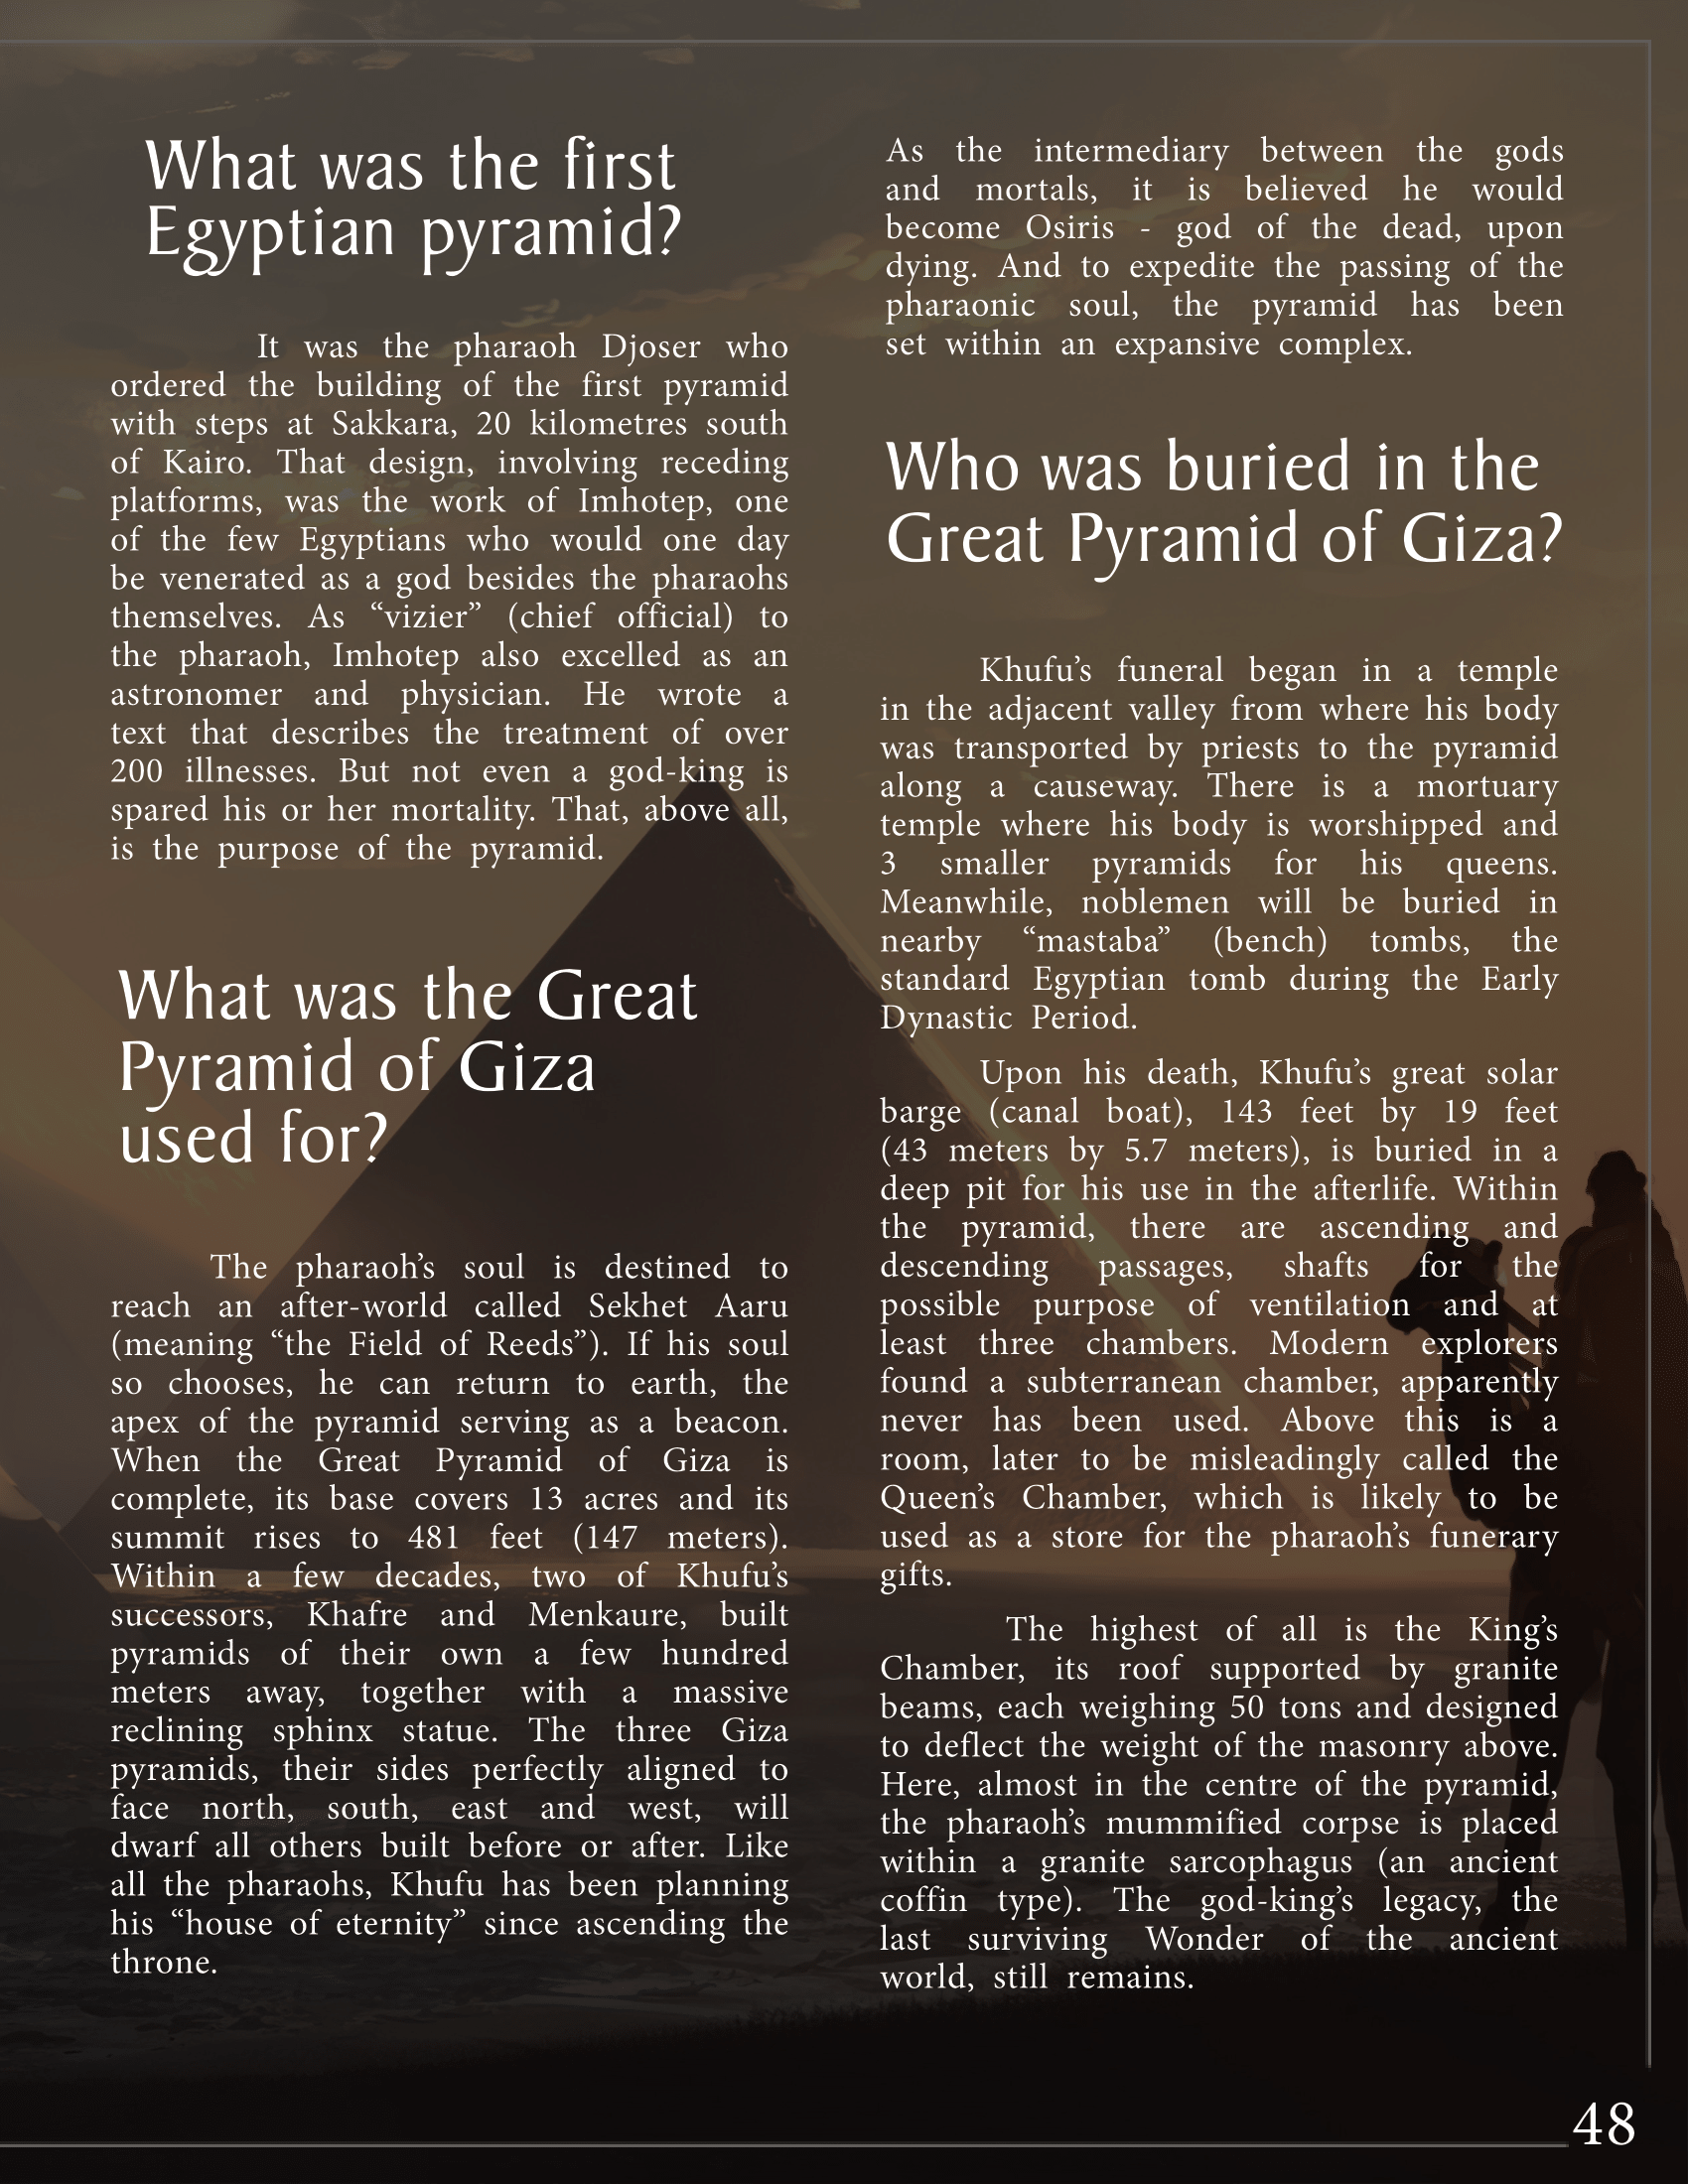 What was the first
Egyptian pyramid?
It was the pharaoh Djoser who
ordered the building of the first pyramid
with steps at Sakkara, 20 kilometres south
of Kairo. That design, involving receding
platforms, was the work of Imhotep, one
of the few Egyptians who would one day
be venerated as a god besides the pharaohs
themselves. As “vizier” (chief official) to
the pharaoh, Imhotep also excelled as an
astronomer and physician. He wrote a
text that describes the treatment of over
200 illnesses. But not even a god-king is
spared his or her mortality. That, above all,
is the purpose of the pyramid.
What was the Great
Pyramid of Giza
used for?
The pharaoh’s soul is destined to
reach an after-world called Sekhet Aaru
(meaning “the Field of Reeds”). If his soul
so chooses, he can return to earth, the
apex of the pyramid serving as a beacon.
When the Great Pyramid of Giza is
complete, its base covers 13 acres and its
summit rises to 481 feet (147 meters).
Within a few decades, two of Khufu’s
successors, Khafre and Menkaure, built
pyramids of their own a few hundred
meters away, together with a massive
reclining sphinx statue. The three Giza
pyramids, their sides perfectly aligned to
face north, south, east and west, will
dwarf all others built before or after. Like
all the pharaohs, Khufu has been planning
his “house of eternity” since ascending the
throne.
As the intermediary between the gods
and mortals, it is believed he would
become Osiris - god of the dead, upon
dying. And to expedite the passing of the
pharaonic soul, the pyramid has been
set within an expansive complex.
Who was buried in the
Great Pyramid of Giza?
Khufu’s funeral began in a temple
in the adjacent valley from where his body
was transported by priests to the pyramid
along a causeway. There is a mortuary
temple where his body is worshipped and
3 smaller pyramids for his queens.
Meanwhile, noblemen will be buried in
nearby “mastaba” (bench) tombs, the
standard Egyptian tomb during the Early
Dynastic Period.
Upon his death, Khufu’s great solar
barge (canal boat), 143 feet by 19 feet
(43 meters by 5.7 meters), is buried in a
deep pit for his use in the afterlife. Within
the pyramid, there are ascending and
descending passages, shafts for the
possible purpose of ventilation and at
least three chambers. Modern explorers
found a subterranean chamber, apparently
never has been used. Above this is a
room, later to be misleadingly called the
Queen’s Chamber, which is likely to be
used as a store for the pharaoh’s funerary
gifts.
The highest of all is the King’s
Chamber, its roof supported by granite
beams, each weighing 50 tons and designed
to deflect the weight of the masonry above.
Here, almost in the centre of the pyramid,
the pharaoh’s mummified corpse is placed
within a granite sarcophagus (an ancient
coffin type). The god-king’s legacy, the
last surviving Wonder of the ancient
world, still remains.
48